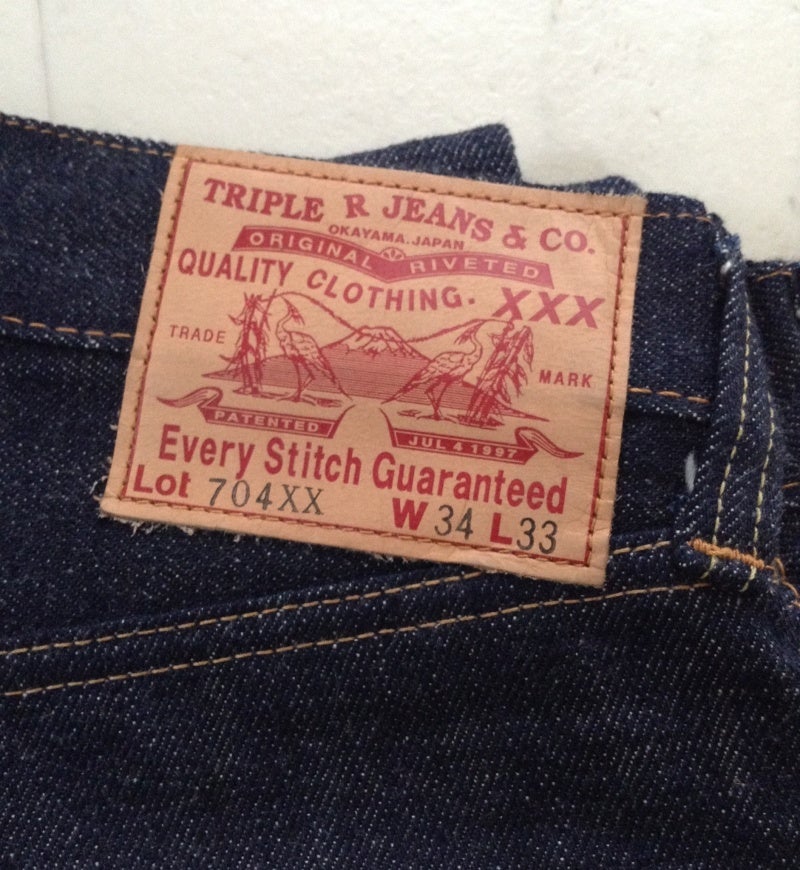 TRIPLE R JEANS & CO.
OKAYAMA.JAPAN
ORIGINAL RIVETED
QUALITY CLOTHING. XXX
TRADE MARK
PATENTED JUL 4 1997
Every Stitch Guaranteed
Lot 704XX W 34 L 33